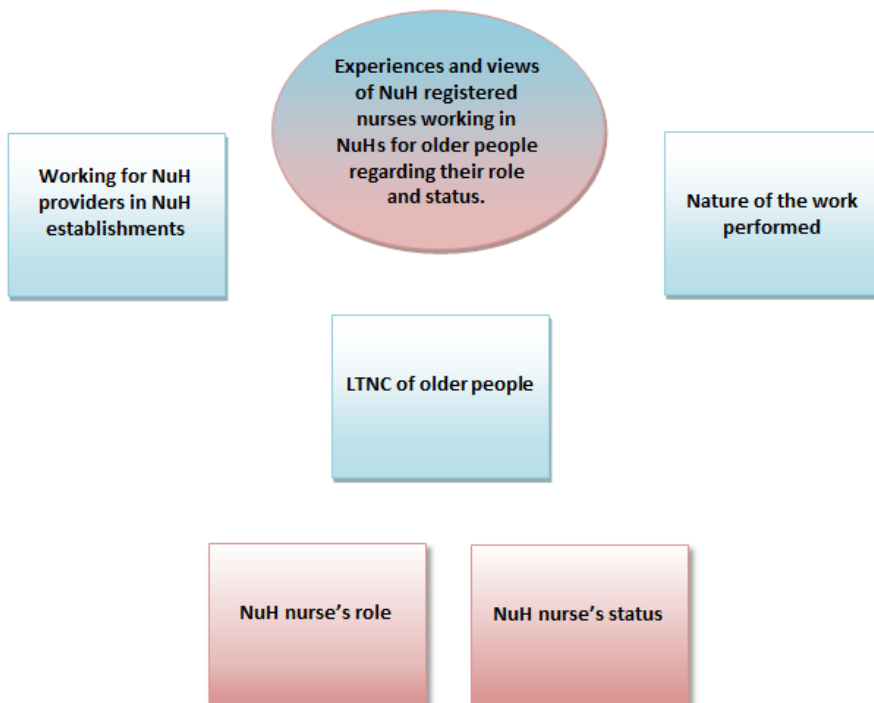 Experiences and views
of NuH registered
nurses working in
NuHs for older people
regarding their role
and status.
Working for NuH
providers in NuH
establishments
Nature of the work
performed
LTNC of older people
NuH nurse’s role
NuH nurse’s status